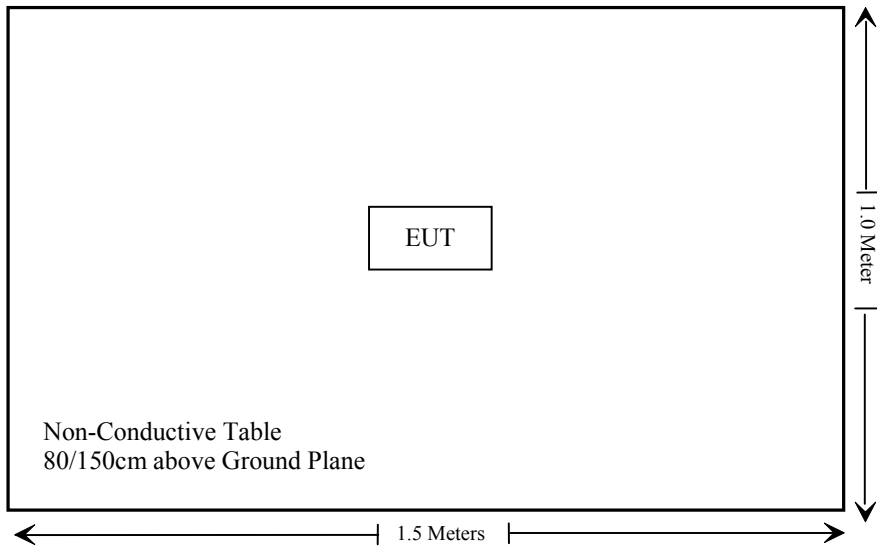 EUT
1.0 Meter
Non-Conductive Table
80/150cm above Ground Plane
1.5 Meters